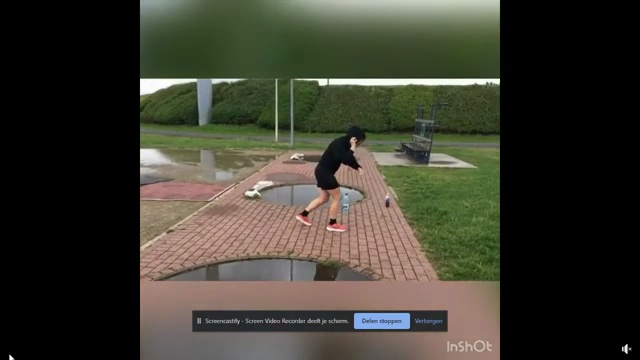 Screencastify - Screen Video Recorder deelt je scherm.
Delen stoppen
Verbergen
InShOt